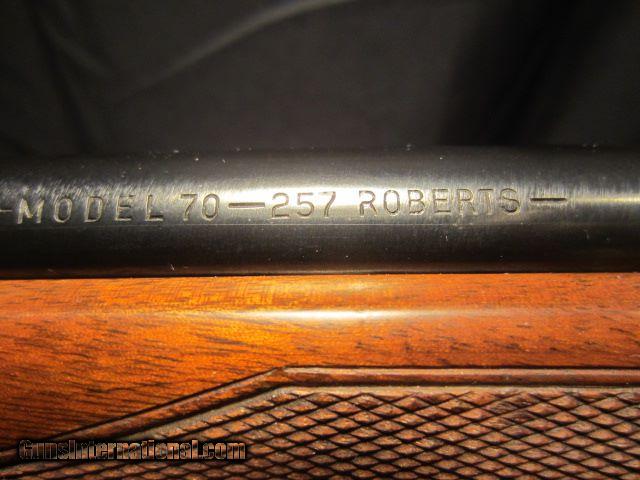 -MODEL 70-257 ROBERTS-
GunsInternational.com